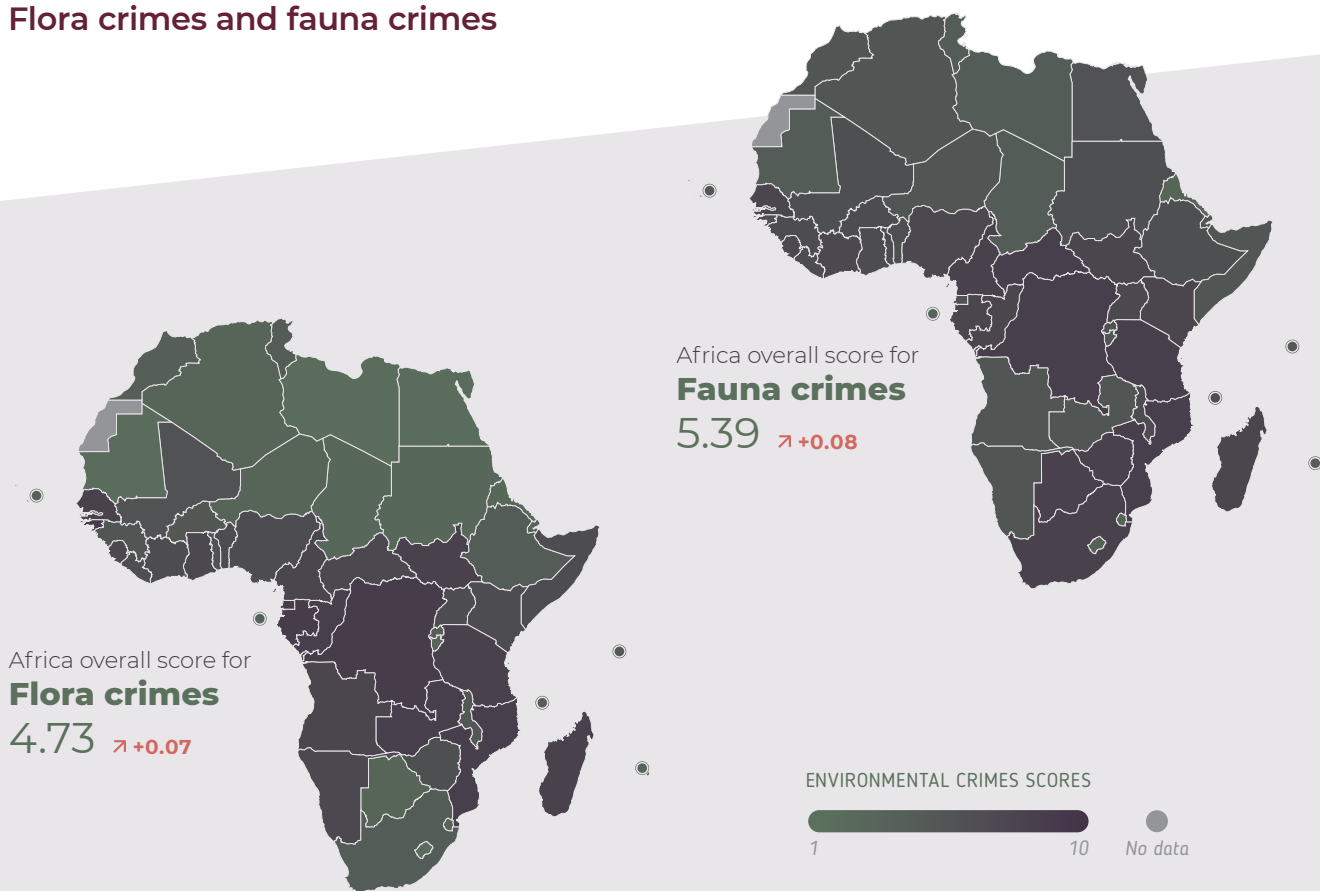 Flora crimes and fauna crimes
Africa overall score for
Fauna crimes
5.39 +0.08
Africa overall score for
Flora crimes
4.73 +0.07
ENVIRONMENTAL CRIMES SCORES
1 10 No data